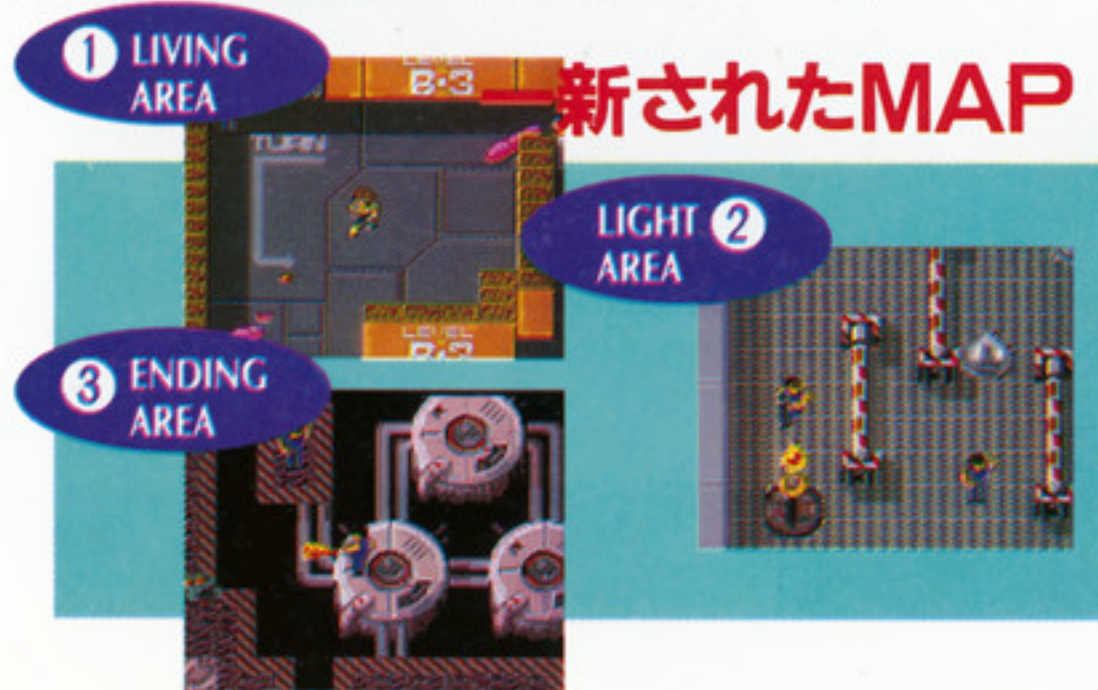 1 LIVING
AREA
LEVEL
B·3
一新されたMAP
TURN
LIGHT 2
AREA
LEVEL
B·3
3 ENDING
AREA